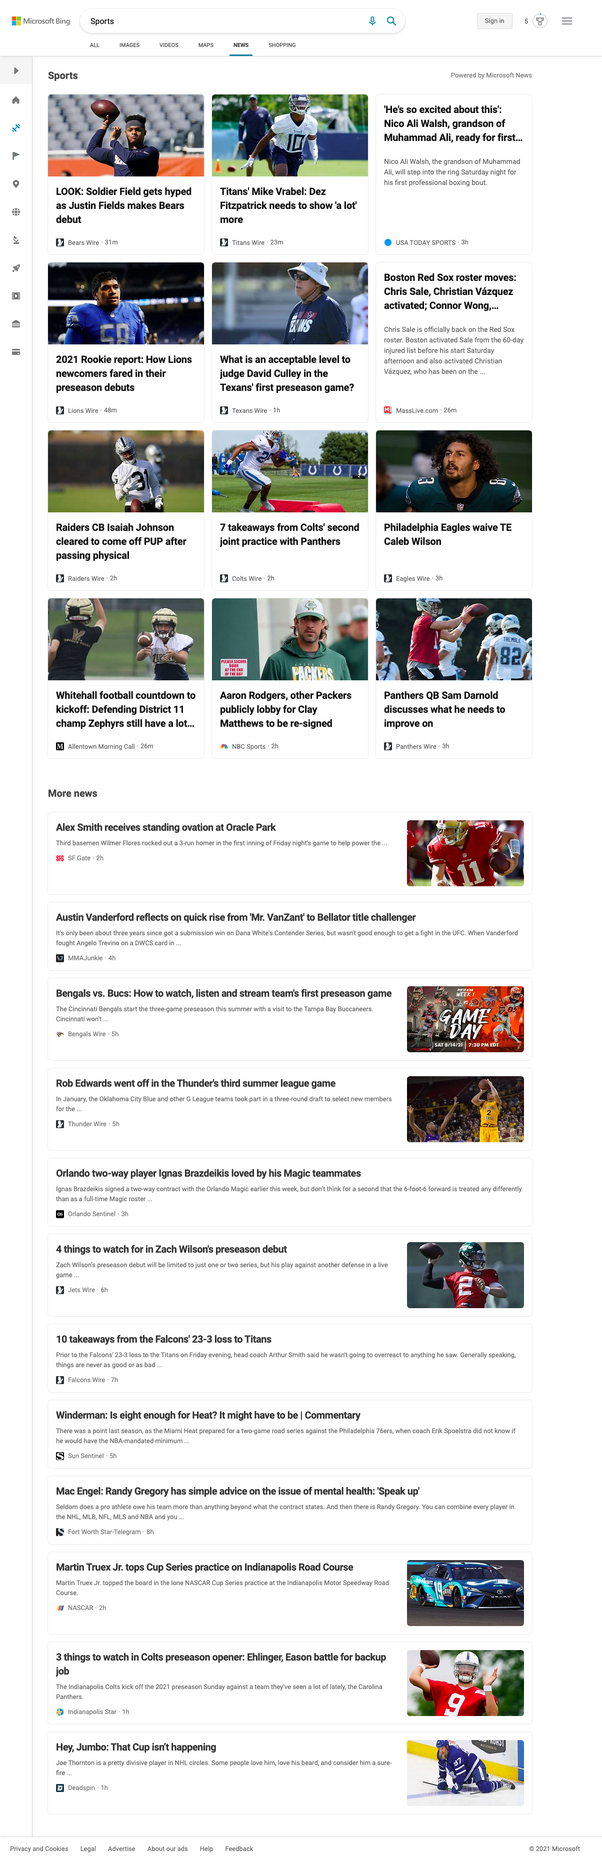 Microsoft Bing
Sports
Sign in
5
ALL
IMAGES
VIDEOS
MAPS
NEWS
SHOPPING
Sports
Powered by Microsoft News
LOOK: Soldier Field gets hyped
as Justin Fields makes Bears
debut
Bears Wire · 31m
10
Titans' Mike Vrabel: Dez
Fitzpatrick needs to show 'a lot'
more
Titans Wire · 23m
'He's so excited about this':
Nico Ali Walsh, grandson of
Muhammad Ali, ready for first...
Nico Ali Walsh, the grandson of Muhammad
Ali, will step into the ring Saturday night for
his first professional boxing bout.
USA TODAY SPORTS · 3h
58
2021 Rookie report: How Lions
newcomers fared in their
preseason debuts
Lions Wire · 48m
TEXANS
What is an acceptable level to
judge David Culley in the
Texans' first preseason game?
Texans Wire · 1h
Boston Red Sox roster moves:
Chris Sale, Christian Vázquez
activated; Connor Wong,...
Chris Sale is officially back on the Red Sox
roster. Boston activated Sale from the 60-day
injured list before his start Saturday
afternoon and also activated Christian
Vázquez, who has been on the ...
MassLive.com · 26m
31
Raiders CB Isaiah Johnson
cleared to come off PUP after
passing physical
Raiders Wire · 2h
7 takeaways from Colts' second
joint practice with Panthers
Colts Wire · 2h
Philadelphia Eagles waive TE
Caleb Wilson
Eagles Wire · 3h
Whitehall football countdown to
kickoff: Defending District 11
champ Zephyrs still have a lot...
Allentown Morning Call · 26m
PACKERS
Aaron Rodgers, other Packers
publicly lobby for Clay
Matthews to be re-signed
NBC Sports · 2h
82
Panthers QB Sam Darnold
discusses what he needs to
improve on
Panthers Wire · 3h
More news
Alex Smith receives standing ovation at Oracle Park
Third basemen Wilmer Flores rocked out a 3-run homer in the first inning of Friday night's game to help power the ...
SF Gate · 2h
11
Austin Vanderford reflects on quick rise from 'Mr. VanZant' to Bellator title challenger
It's only been about three years since got a submission win on Dana White's Contender Series, but wasn't good enough to get a fight in the UFC. When Vanderford
fought Angelo Trevino on a DWCS card in ...
MMAJunkie · 4h
Bengals vs. Bucs: How to watch, listen and stream team's first preseason game
The Cincinnati Bengals start the three-game preseason this summer with a visit to the Tampa Bay Buccaneers.
Cincinnati won't ...
Bengals Wire · 5h
WEEK 1
GAME
DAY
SAT 8/14/21 | 7:30 PM EDT
Rob Edwards went off in the Thunder's third summer league game
In January, the Oklahoma City Blue and other G League teams took part in a three-round draft to select new members
for the ...
Thunder Wire · 5h
2
Orlando two-way player Ignas Brazdeikis loved by his Magic teammates
Ignas Brazdeikis signed a two-way contract with the Orlando Magic earlier this week, but don't think for a second that the 6-foot-6 forward is treated any differently
than as a full-time Magic roster ...
Orlando Sentinel · 3h
4 things to watch for in Zach Wilson's preseason debut
Zach Wilson's preseason debut will be limited to just one or two series, but his play against another defense in a live
game ...
Jets Wire · 6h
2
10 takeaways from the Falcons' 23-3 loss to Titans
Prior to the Falcons' 23-3 loss to the Titans on Friday evening, head coach Arthur Smith said he wasn't going to overreact to anything he saw. Generally speaking,
things are never as good or as bad ...
Falcons Wire · 7h
Winderman: Is eight enough for Heat? It might have to be | Commentary
There was a point last season, as the Miami Heat prepared for a two-game road series against the Philadelphia 76ers, when coach Erik Spoelstra did not know if
he would have the NBA-mandated minimum ...
Sun Sentinel · 5h
Mac Engel: Randy Gregory has simple advice on the issue of mental health: 'Speak up'
Seldom does a pro athlete owe his team more than anything beyond what the contract states. And then there is Randy Gregory. You can combine every player in
the NHL, MLB, NFL, MLS and NBA and you ...
Fort Worth Star-Telegram · 8h
Martin Truex Jr. tops Cup Series practice on Indianapolis Road Course
Martin Truex Jr. topped the board in the lone NASCAR Cup Series practice at the Indianapolis Motor Speedway Road
Course.
NASCAR · 2h
19
3 things to watch in Colts preseason opener: Ehlinger, Eason battle for backup
job
The Indianapolis Colts kick off the 2021 preseason Sunday against a team they've seen a lot of lately, the Carolina
Panthers.
Indianapolis Star · 1h
9
Hey, Jumbo: That Cup isn't happening
Joe Thornton is a pretty divisive player in NHL circles. Some people love him, love his beard, and consider him a sure-
fire ...
Deadspin · 1h
97
Privacy and Cookies
Legal
Advertise
About our ads
Help
Feedback
© 2021 Microsoft